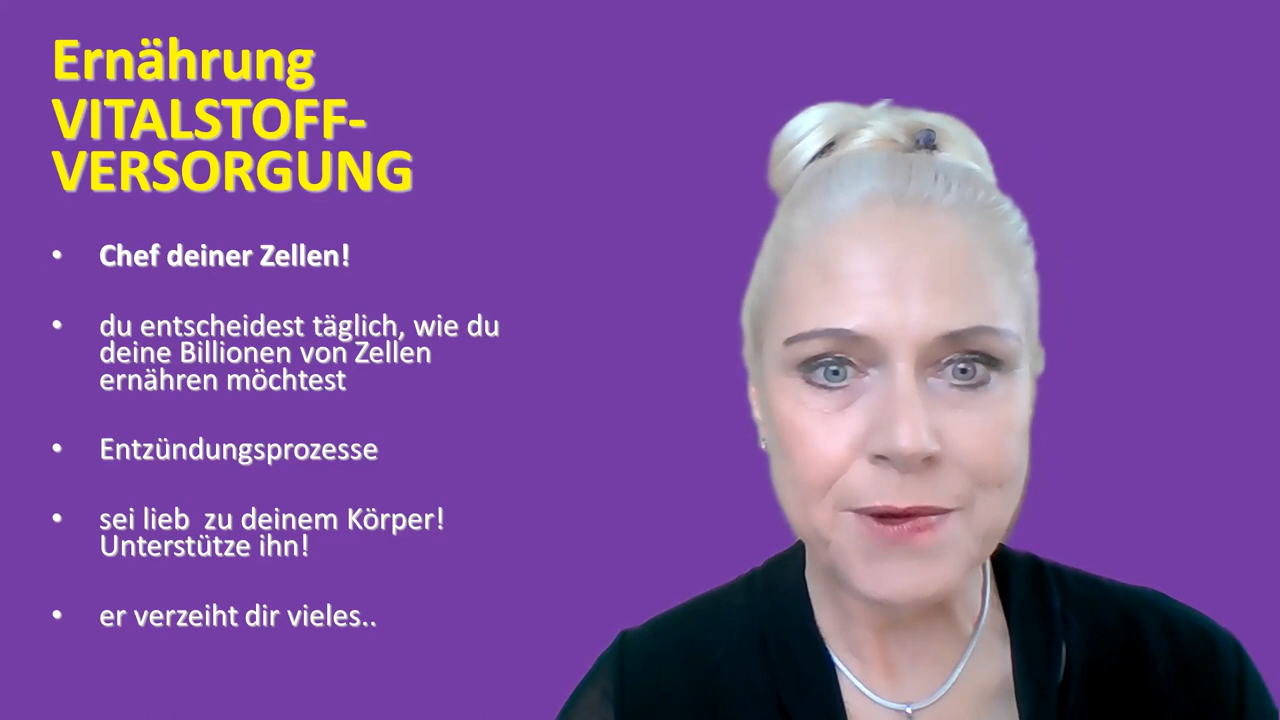 Ernährung
VITALSTOFF-
VERSORGUNG
• Chef deiner Zellen!
• du entscheidest täglich, wie du
deine Billionen von Zellen
ernähren möchtest
• Entzündungsprozesse
• sei lieb  zu deinem Körper!
Unterstütze ihn!
• er verzeiht dir vieles..